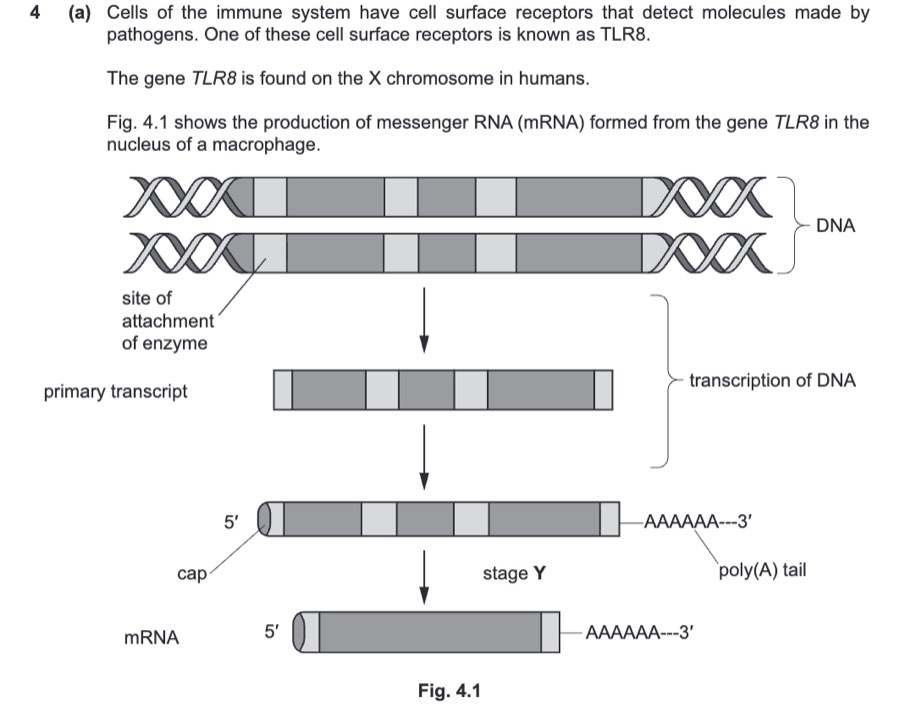 4 (a) Cells of the immune system have cell surface receptors that detect molecules made by
pathogens. One of these cell surface receptors is known as TLR8.
The gene TLR8 is found on the X chromosome in humans.
Fig. 4.1 shows the production of messenger RNA (mRNA) formed from the gene TLR8 in the
nucleus of a macrophage.
DNA
site of
attachment
of enzyme
primary transcript
transcription of DNA
5′
AAAAAA---3′
cap
stage Y
poly(A) tail
mRNA
5′
AAAAAA---3′
Fig. 4.1